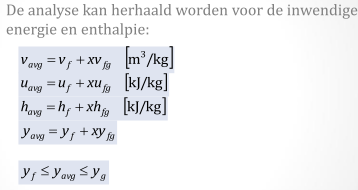 De analyse kan herhaald worden voor de inwendige
energie en enthalpie:
v_avg = v_f + xv_fg [m³/kg]
u_avg = u_f + xu_fg [kJ/kg]
h_avg = h_f + xh_fg [kJ/kg]
y_avg = y_f + xy_fg
y_f ≤ y_avg ≤ y_g